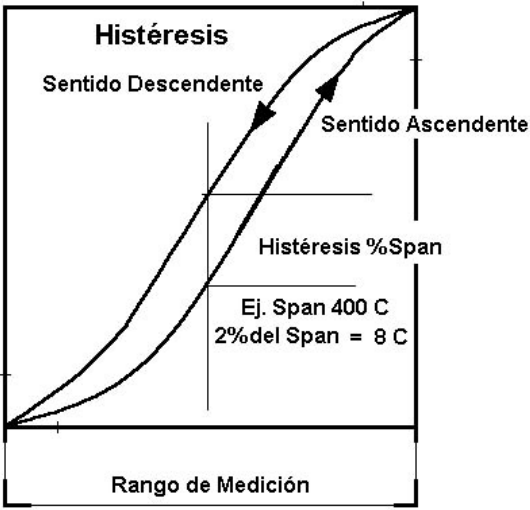 Histéresis
Sentido Descendente
Sentido Ascendente
Histéresis %Span
Ej. Span 400 C
2%del Span = 8 C
Rango de Medición